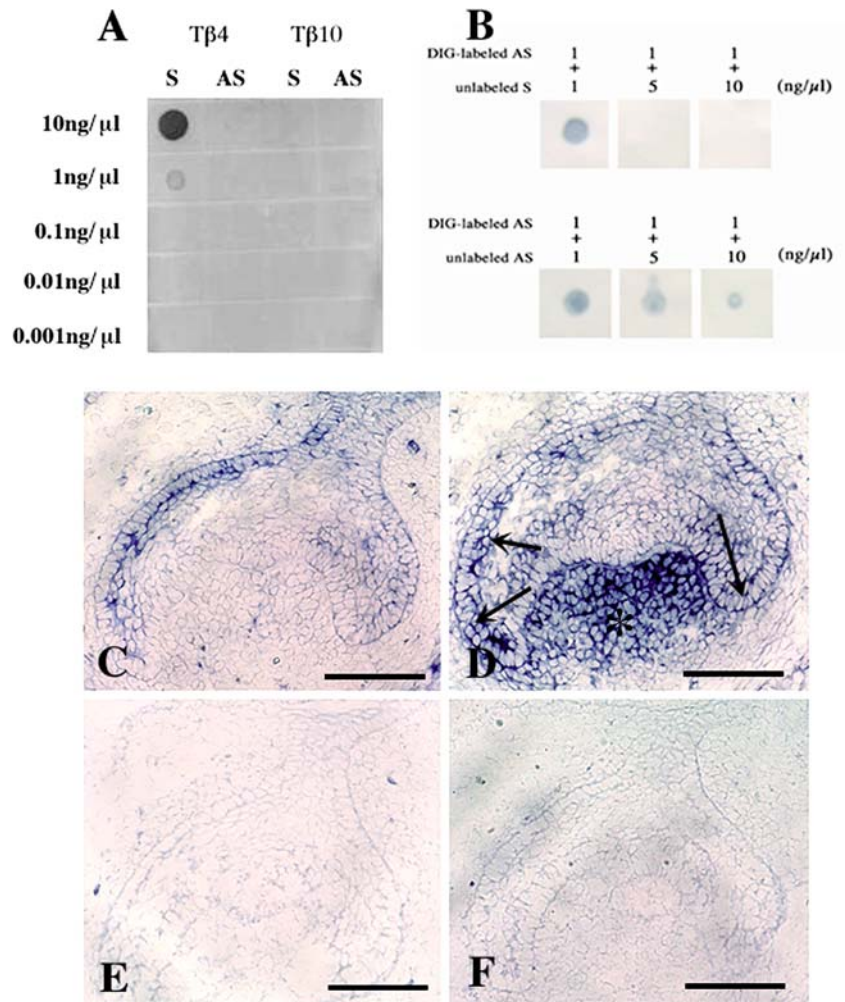 A
Tβ4 Tβ10
S AS S AS
10ng/μl
1ng/μl
0.1ng/μl
0.01ng/μl
0.001ng/μl
B
DIG-labeled AS 1 1 1
+ + +
unlabeled S 1 5 10 (ng/μl)
DIG-labeled AS 1 1 1
+ + +
unlabeled AS 1 5 10 (ng/μl)
C
D *
E
F